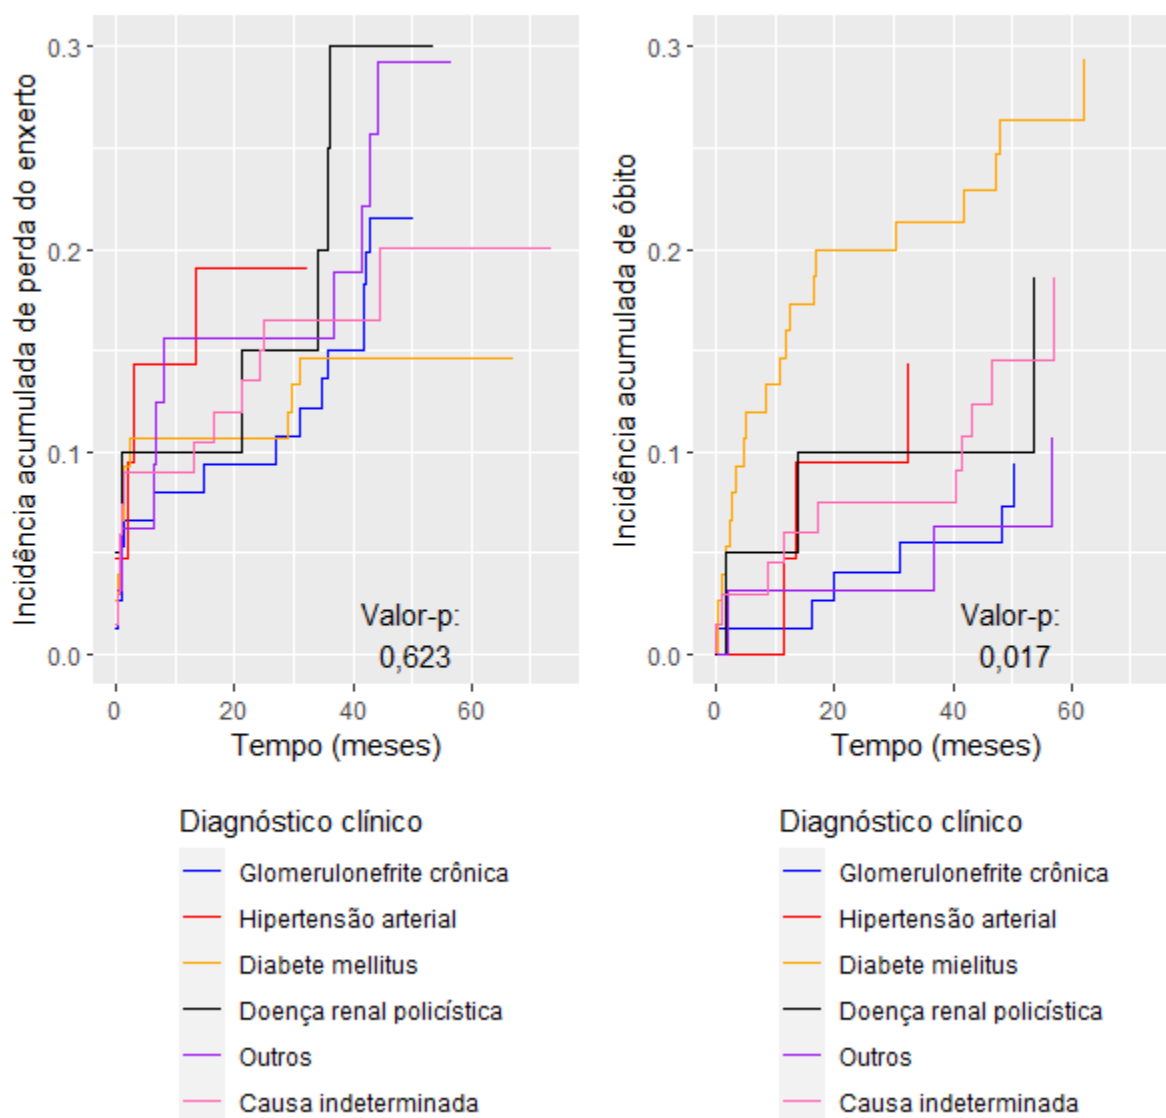 Incidência acumulada de perda do enxerto
0.3
0.2
0.1
0.0
Valor-p:
0,623
0
20
40
60
Tempo (meses)
Diagnóstico clínico
Glomerulonefrite crônica
Hipertensão arterial
Diabete mellitus
Doença renal policística
Outros
Causa indeterminada
Incidência acumulada de óbito
0.3
0.2
0.1
0.0
Valor-p:
0,017
0
20
40
60
Tempo (meses)
Diagnóstico clínico
Glomerulonefrite crônica
Hipertensão arterial
Diabete mielitus
Doença renal policística
Outros
Causa indeterminada